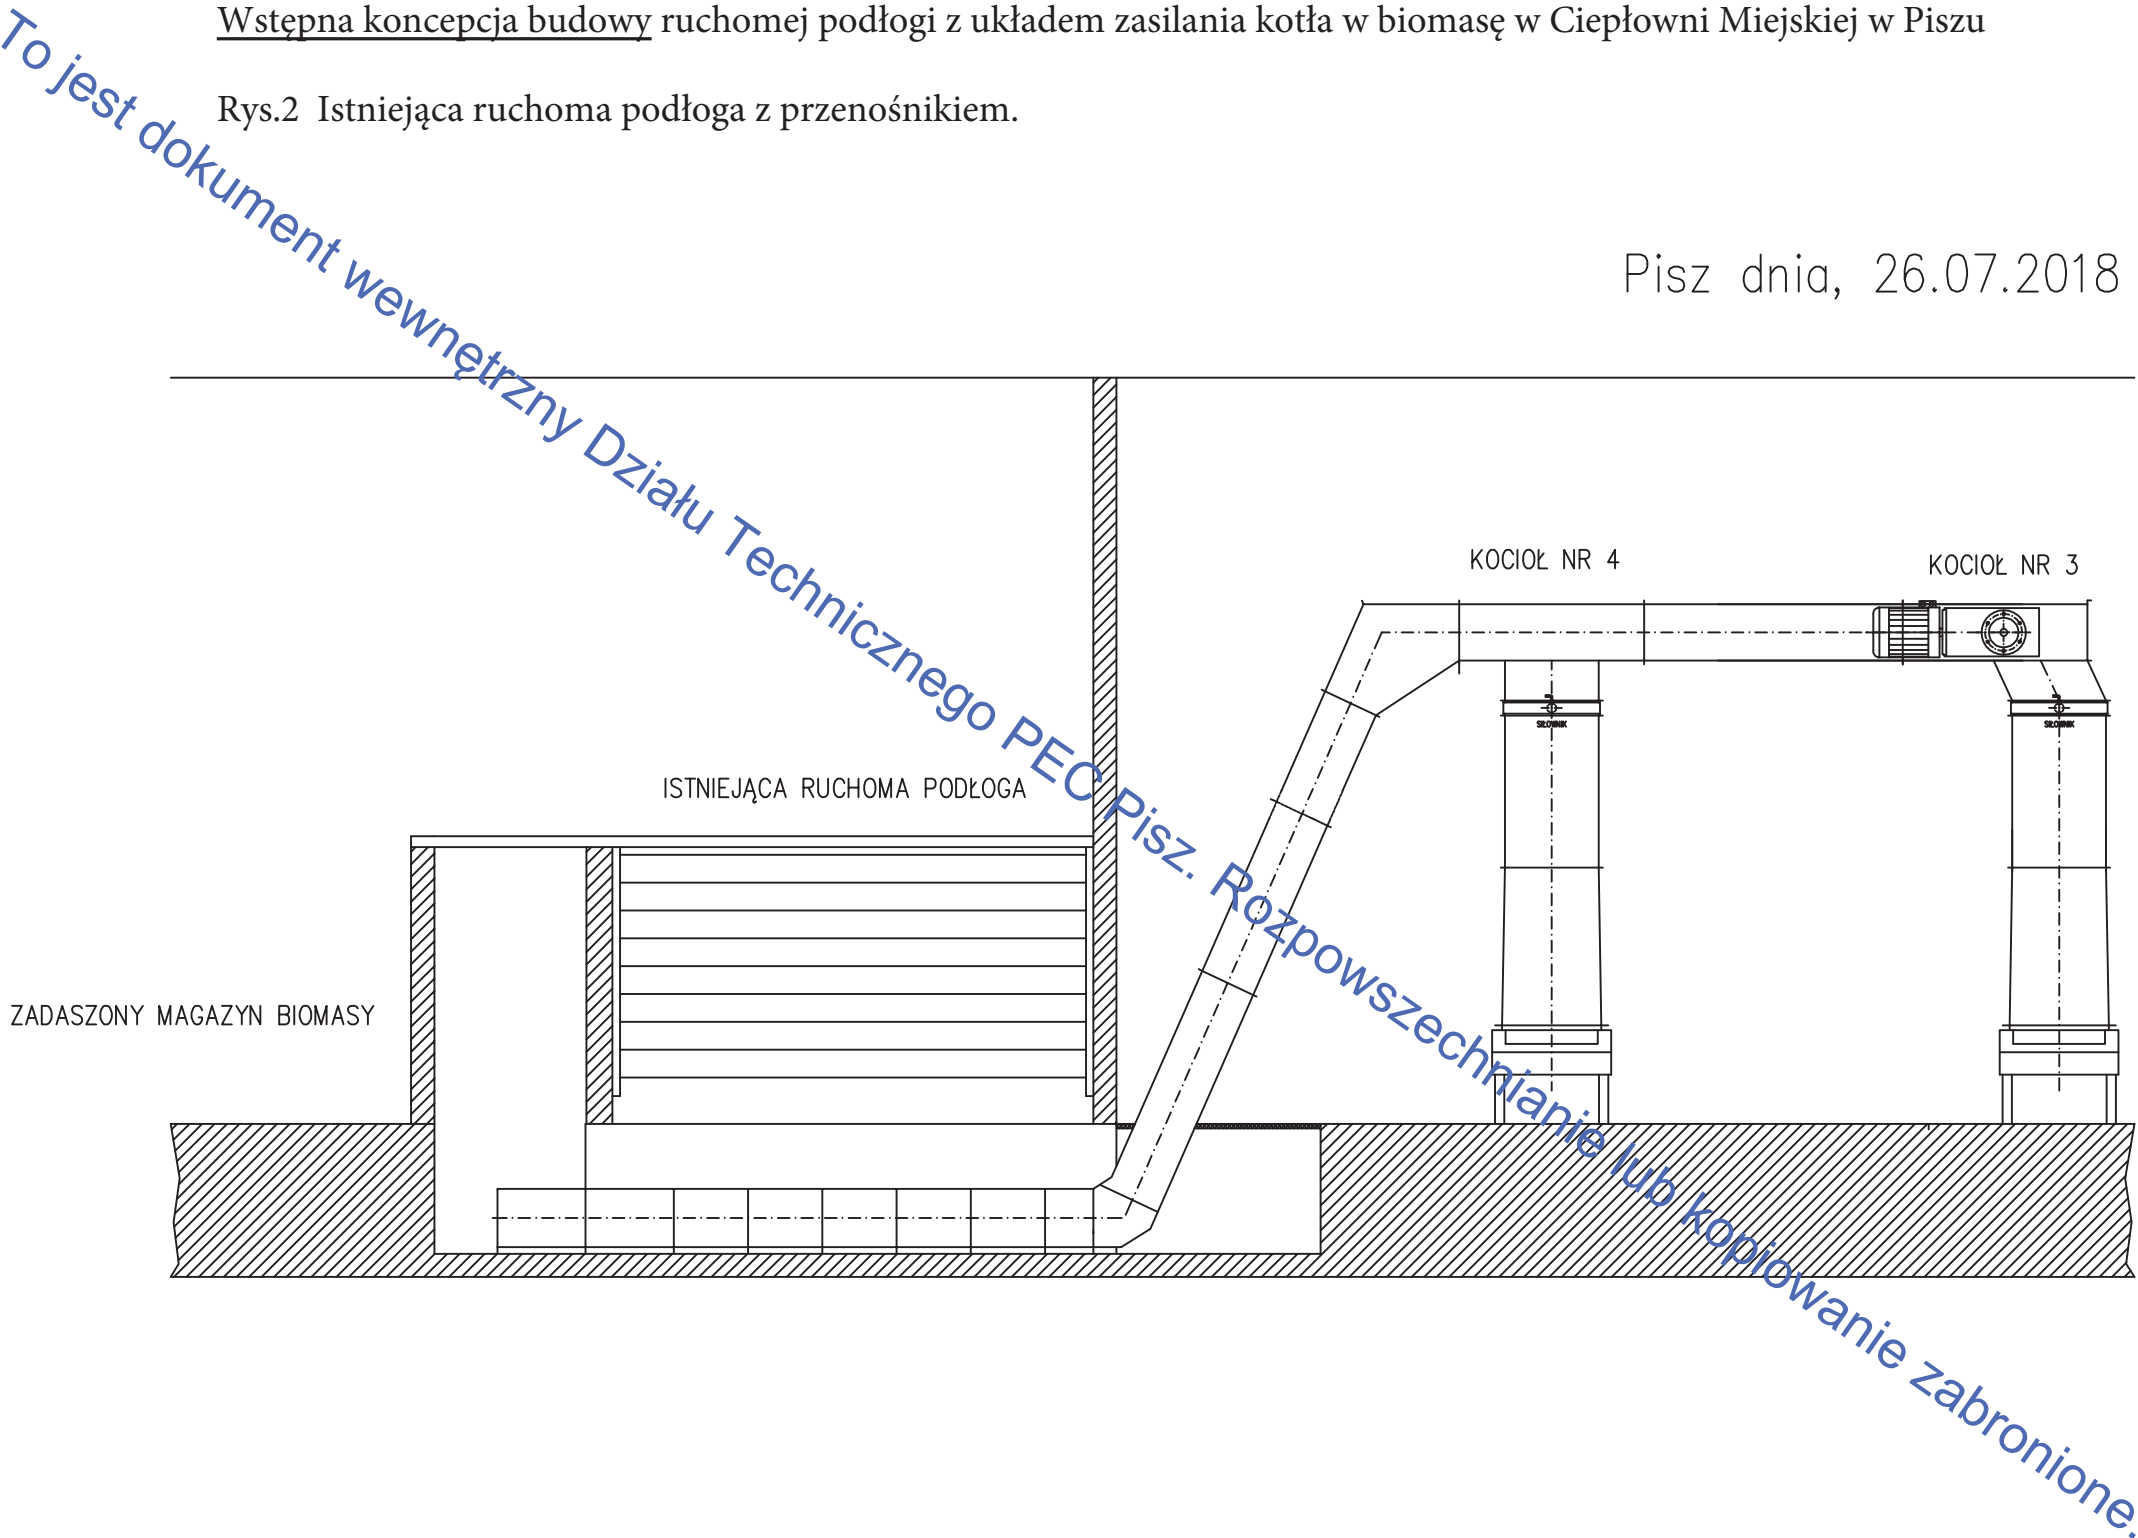 Wstępna koncepcja budowy ruchomej podłogi z układem zasilania kotła w biomasę w Ciepłowni Miejskiej w Piszu
Rys.2 Istniejąca ruchoma podłoga z przenośnikiem.
To jest dokument wewnętrzny Działu Technicznego PEC Pisz. Rozpowszechnianie lub kopiowanie zabronione.
Pisz dnia, 26.07.2018
KOCIOŁ NR 4
KOCIOŁ NR 3
SIŁOWNIK
SIŁOWNIK
ISTNIEJĄCA RUCHOMA PODŁOGA
ZADASZONY MAGAZYN BIOMASY